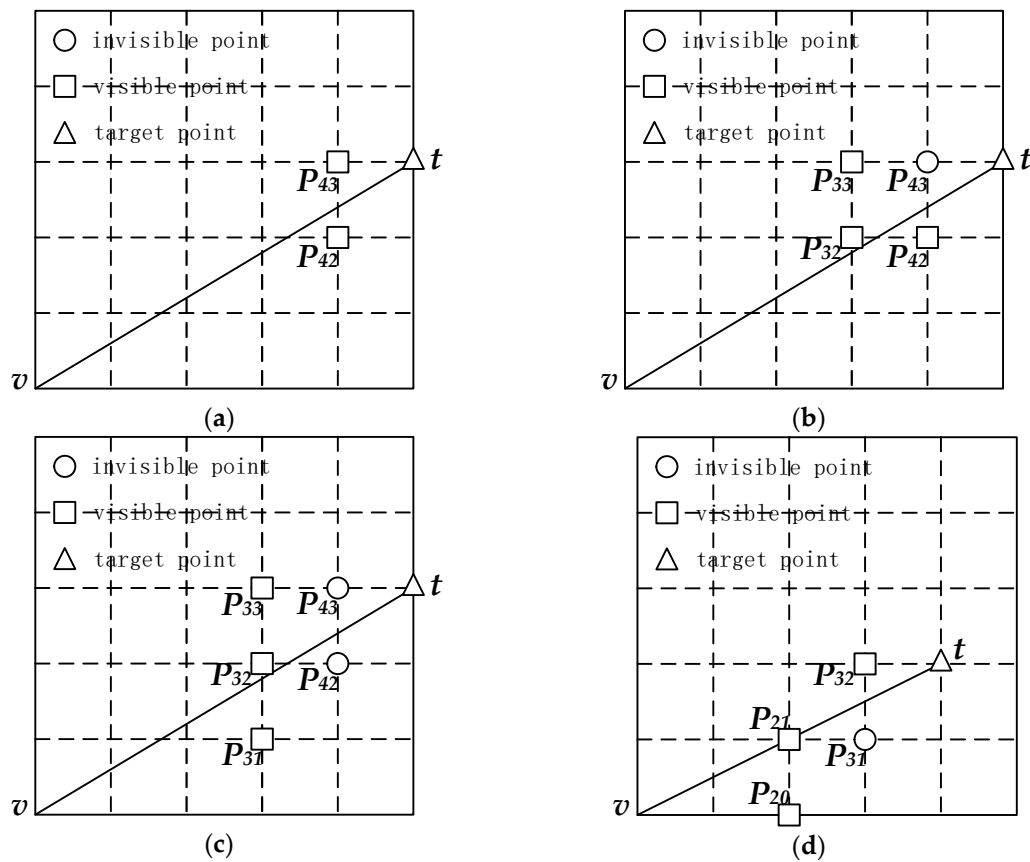 invisible point
visible point
target point
t
P43
P42
v
(a)
invisible point
visible point
target point
t
P33
P43
P32
P42
v
(b)
invisible point
visible point
target point
t
P33
P43
P32
P42
P31
v
(c)
invisible point
visible point
target point
t
P32
P21
P31
P20
v
(d)